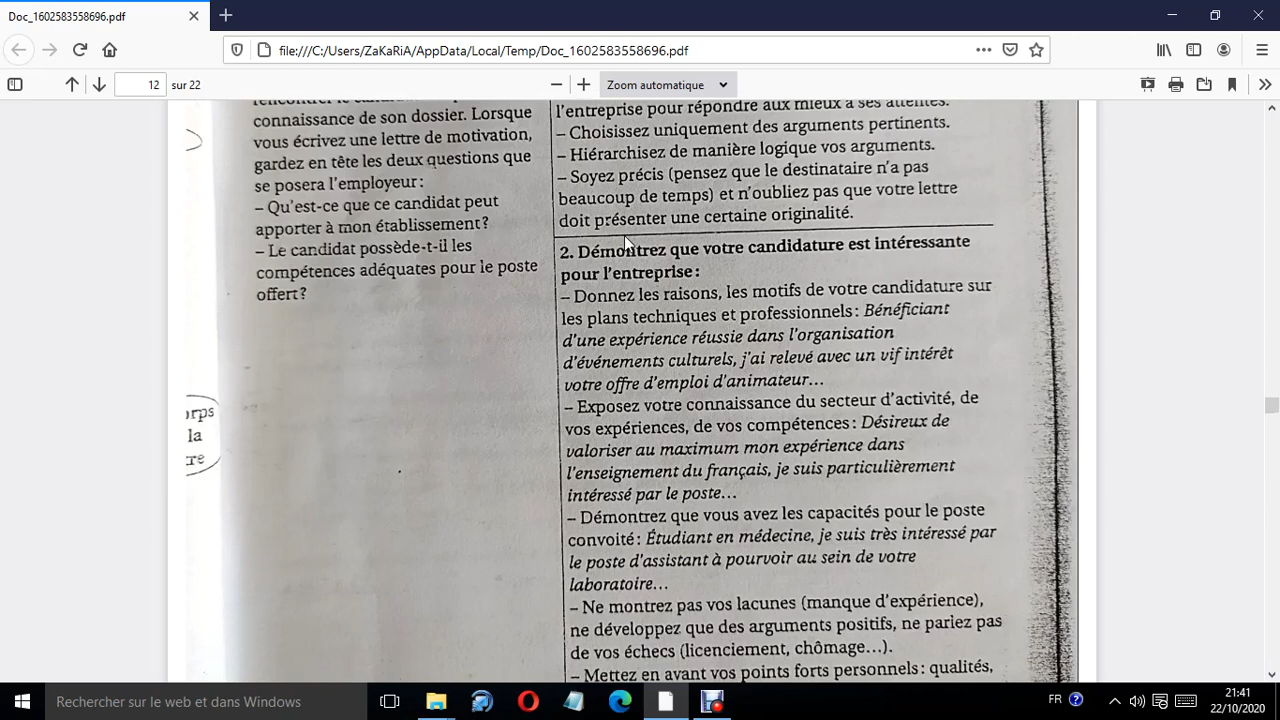 Doc_1602583558696.pdf
file:///C:/Users/ZaKaRiA/AppData/Local/Temp/Doc_1602583558696.pdf
12 sur 22
Zoom automatique
connaissance de son dossier. Lorsque
vous écrivez une lettre de motivation,
gardez en tête les deux questions que
se posera l'employeur :
– Qu'est-ce que ce candidat peut
apporter à mon établissement ?
– Le candidat possède-t-il les
compétences adéquates pour le poste
offert ?
orps
la
re
l'entreprise pour répondre aux mieux à ses attentes.
– Choisissez uniquement des arguments pertinents.
– Hiérarchisez de manière logique vos arguments.
– Soyez précis (pensez que le destinataire n'a pas
beaucoup de temps) et n'oubliez pas que votre lettre
doit présenter une certaine originalité.
2. Démontrez que votre candidature est intéressante
pour l'entreprise :
– Donnez les raisons, les motifs de votre candidature sur
les plans techniques et professionnels : Bénéficiant
d'une expérience réussie dans l'organisation
d'événements culturels, j'ai relevé avec un vif intérêt
votre offre d'emploi d'animateur…
– Exposez votre connaissance du secteur d'activité, de
vos expériences, de vos compétences : Désireux de
valoriser au maximum mon expérience dans
l'enseignement du français, je suis particulièrement
intéressé par le poste…
– Démontrez que vous avez les capacités pour le poste
convoité : Étudiant en médecine, je suis très intéressé par
le poste d'assistant à pourvoir au sein de votre
laboratoire…
– Ne montrez pas vos lacunes (manque d'expérience),
ne développez que des arguments positifs, ne parlez pas
de vos échecs (licenciement, chômage…).
– Mettez en avant vos points forts personnels : qualités,
Rechercher sur le web et dans Windows
FR
21:41
22/10/2020